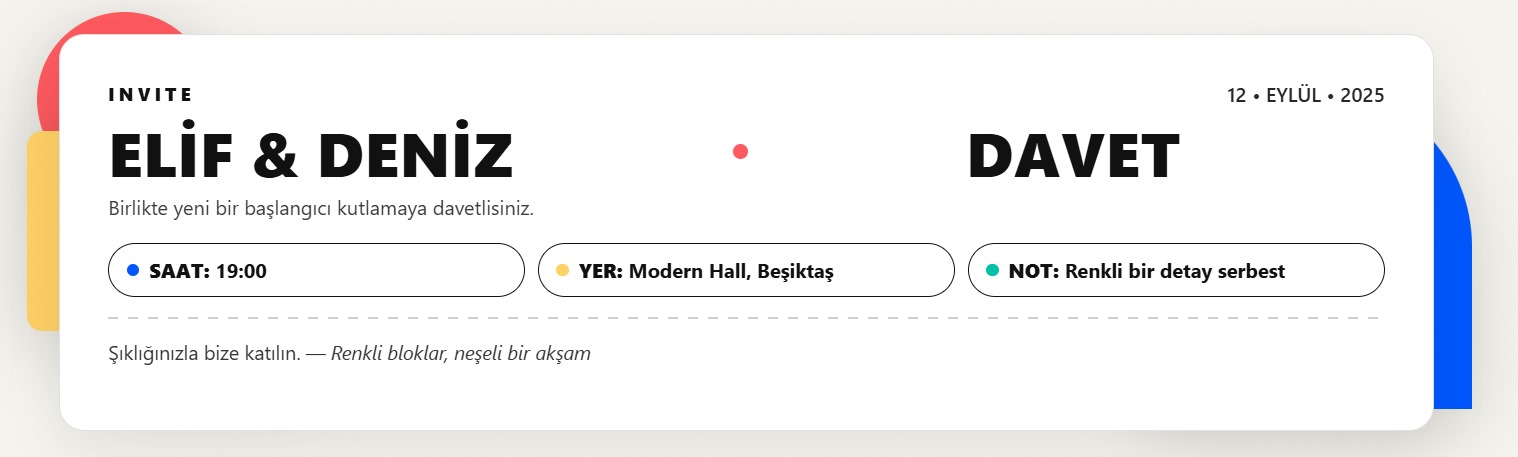 INVITE
12 • EYLÜL • 2025
ELİF & DENİZ
DAVET
Birlikte yeni bir başlangıcı kutlamaya davetlisiniz.
SAAT: 19:00
YER: Modern Hall, Beşiktaş
NOT: Renkli bir detay serbest
Şıklığınızla bize katılın. — Renkli bloklar, neşeli bir akşam